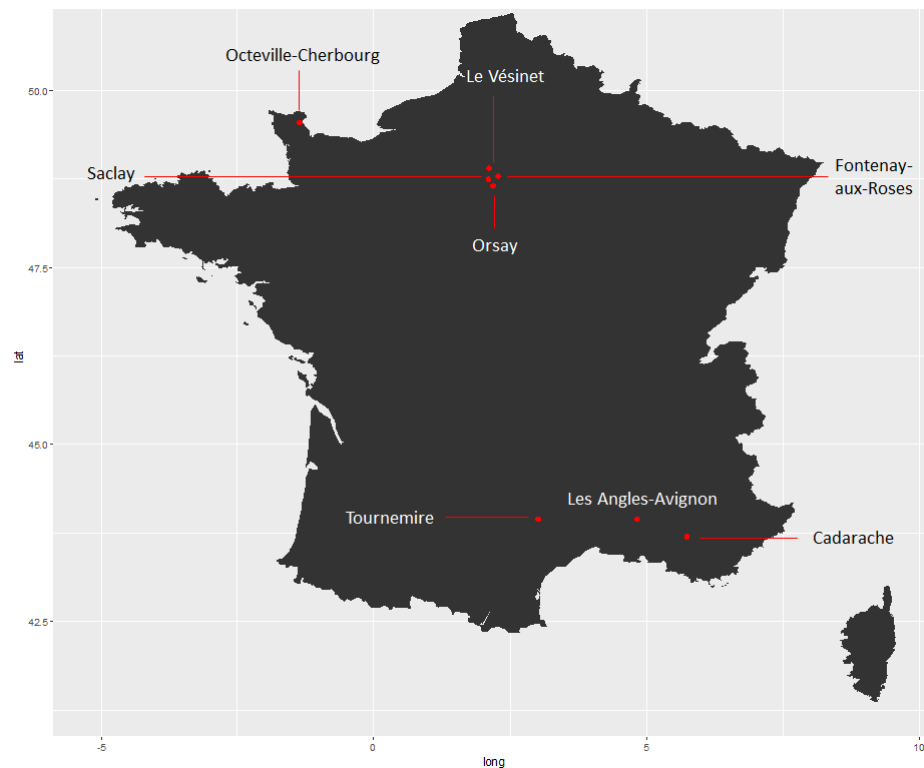 Octeville-Cherbourg
Le Vésinet
50.0
Saclay
Fontenay-
aux-Roses
Orsay
47.5
lat
45.0
Les Angles-Avignon
Tournemire
Cadarache
42.5
-5
0
5
10
long